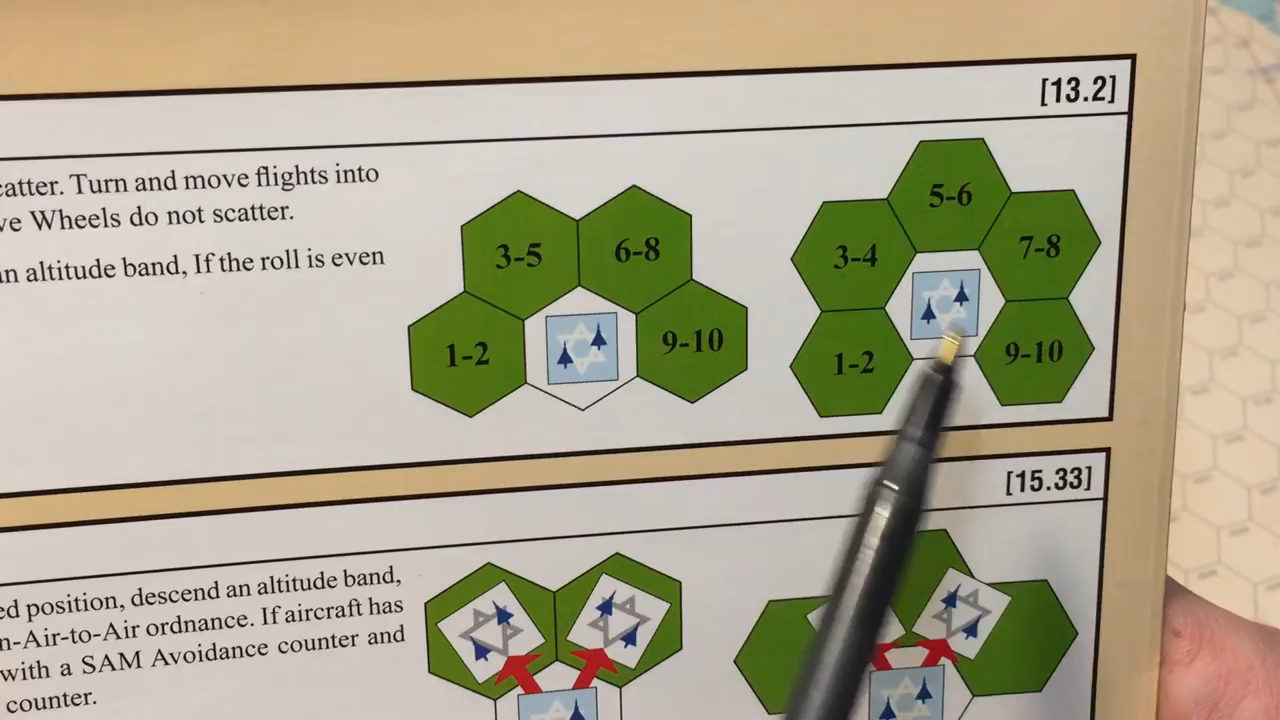 [13.2]
catter. Turn and move flights into
ve Wheels do not scatter.
an altitude band, If the roll is even
3-5
6-8
1-2
9-10
5-6
3-4
7-8
1-2
9-10
[15.33]
ed position, descend an altitude band,
n-Air-to-Air ordnance. If aircraft has
with a SAM Avoidance counter and
counter.